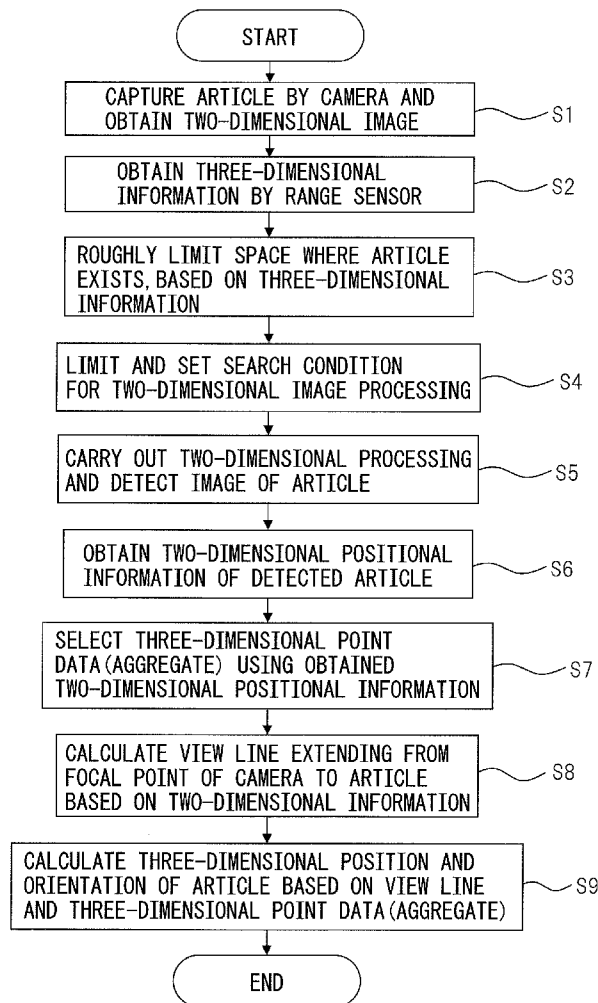 START
CAPTURE ARTICLE BY CAMERA AND
OBTAIN TWO-DIMENSIONAL IMAGE
S1
OBTAIN THREE-DIMENSIONAL
INFORMATION BY RANGE SENSOR
S2
ROUGHLY LIMIT SPACE WHERE ARTICLE
EXISTS, BASED ON THREE-DIMENSIONAL
INFORMATION
S3
LIMIT AND SET SEARCH CONDITION
FOR TWO-DIMENSIONAL IMAGE PROCESSING
S4
CARRY OUT TWO-DIMENSIONAL PROCESSING
AND DETECT IMAGE OF ARTICLE
S5
OBTAIN TWO-DIMENSIONAL POSITIONAL
INFORMATION OF DETECTED ARTICLE
S6
SELECT THREE-DIMENSIONAL POINT
DATA(AGGREGATE) USING OBTAINED
TWO-DIMENSIONAL POSITIONAL INFORMATION
S7
CALCULATE VIEW LINE EXTENDING FROM
FOCAL POINT OF CAMERA TO ARTICLE
BASED ON TWO-DIMENSIONAL INFORMATION
S8
CALCULATE THREE-DIMENSIONAL POSITION AND
ORIENTATION OF ARTICLE BASED ON VIEW LINE
AND THREE-DIMENSIONAL POINT DATA(AGGREGATE)
S9
END